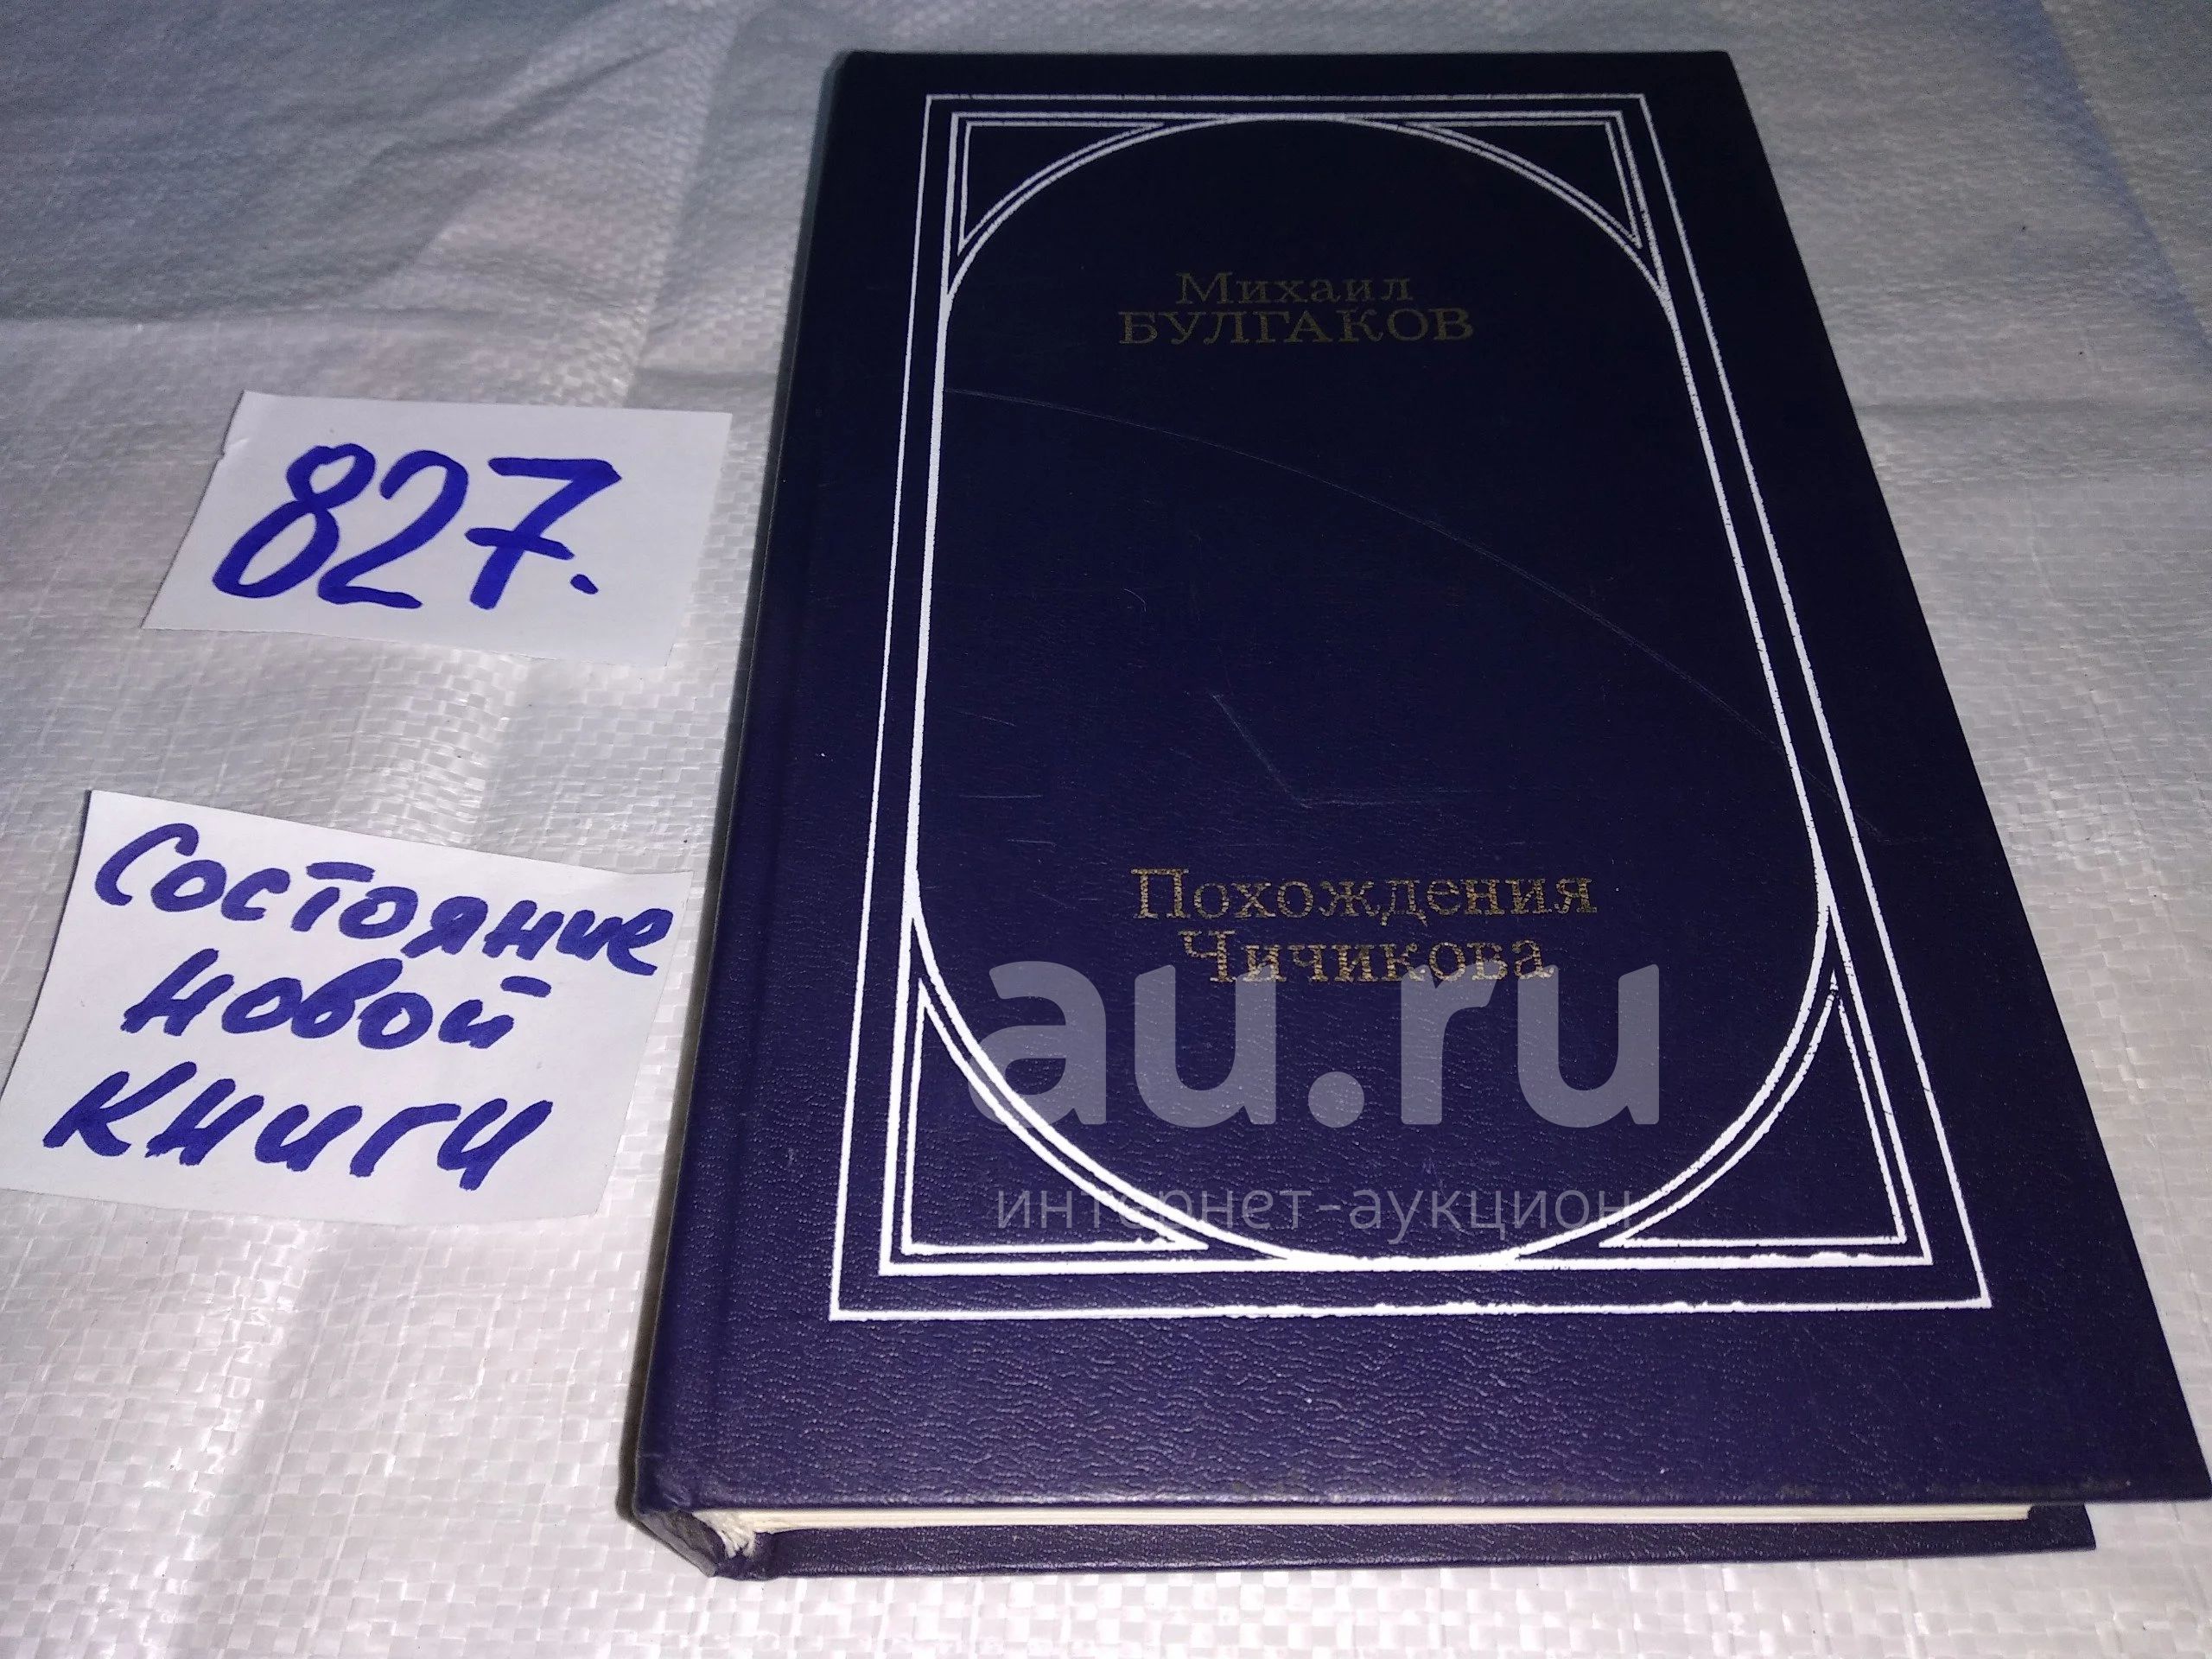 Михаил
БУЛГАКОВ
827.
Похождения
Чичикова
Состояние
новой
книги
au.ru
интернет-аукцион